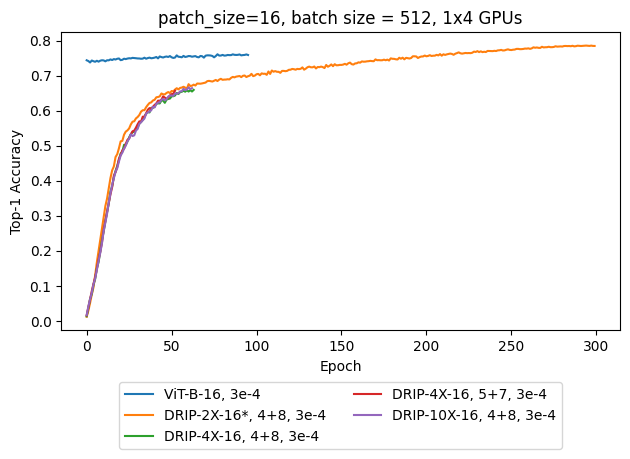 patch_size=16, batch size = 512, 1x4 GPUs
0.8
0.7
0.6
0.5
0.4
0.3
0.2
0.1
0.0
Top-1 Accuracy
0 50 100 150 200 250 300
Epoch
ViT-B-16, 3e-4
DRIP-2X-16*, 4+8, 3e-4
DRIP-4X-16, 4+8, 3e-4
DRIP-4X-16, 5+7, 3e-4
DRIP-10X-16, 4+8, 3e-4